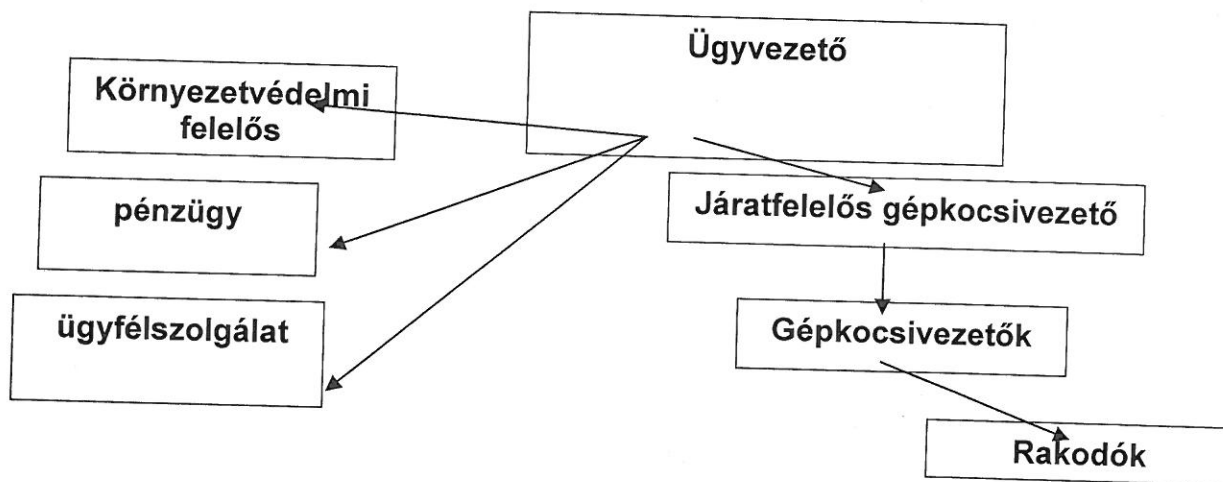 Ügyvezető
Környezetvédelmi
felelős
pénzügy
Járatfelelős gépkocsivezető
ügyfélszolgálat
Gépkocsivezetők
Rakodók